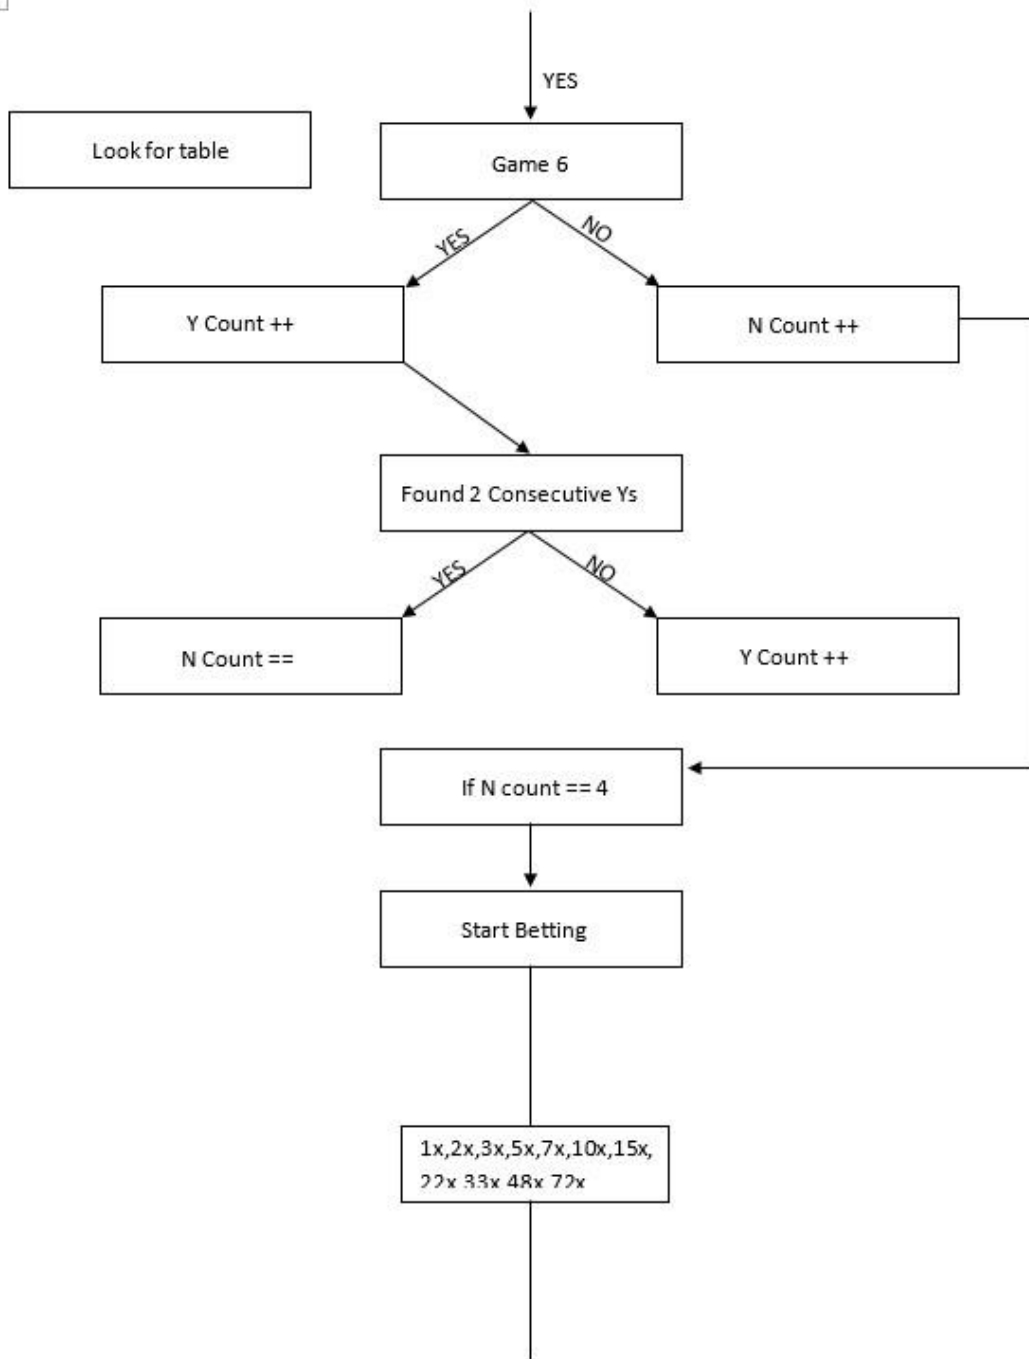 YES
Look for table
Game 6
YES
NO
Y Count ++
N Count ++
Found 2 Consecutive Ys
YES
NO
N Count ==
Y Count ++
If N count == 4
Start Betting
1x,2x,3x,5x,7x,10x,15x,
22x,33x,48x,72x